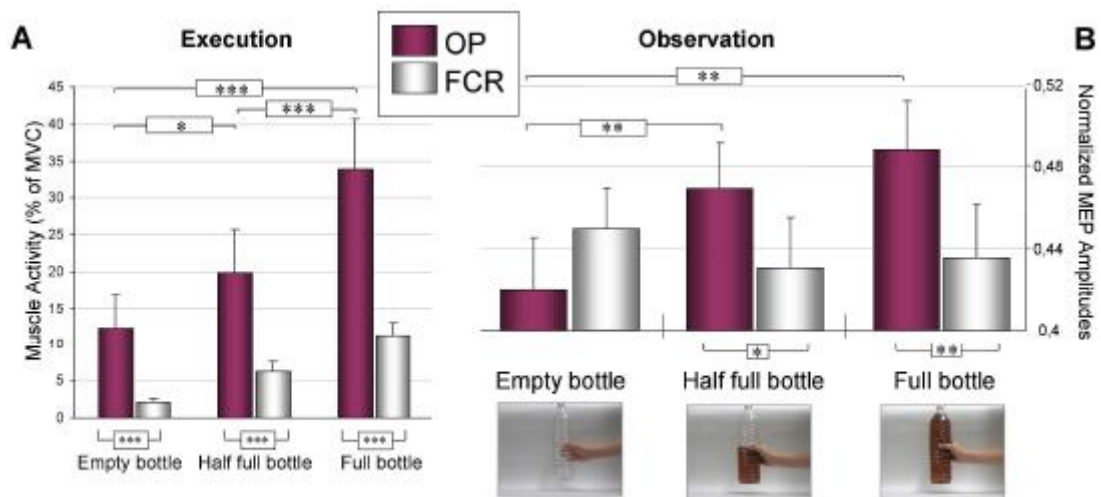 A
Execution
OP
FCR
Observation
B
Muscle Activity (% of MVC)
45
40
35
30
25
20
15
10
5
0
***
***
*
***
***
***
Empty bottle
Half full bottle
Full bottle
**
**
*
**
Empty bottle
Half full bottle
Full bottle
0,52
0,48
0,44
0,4
Normalized MEP Amplitudes